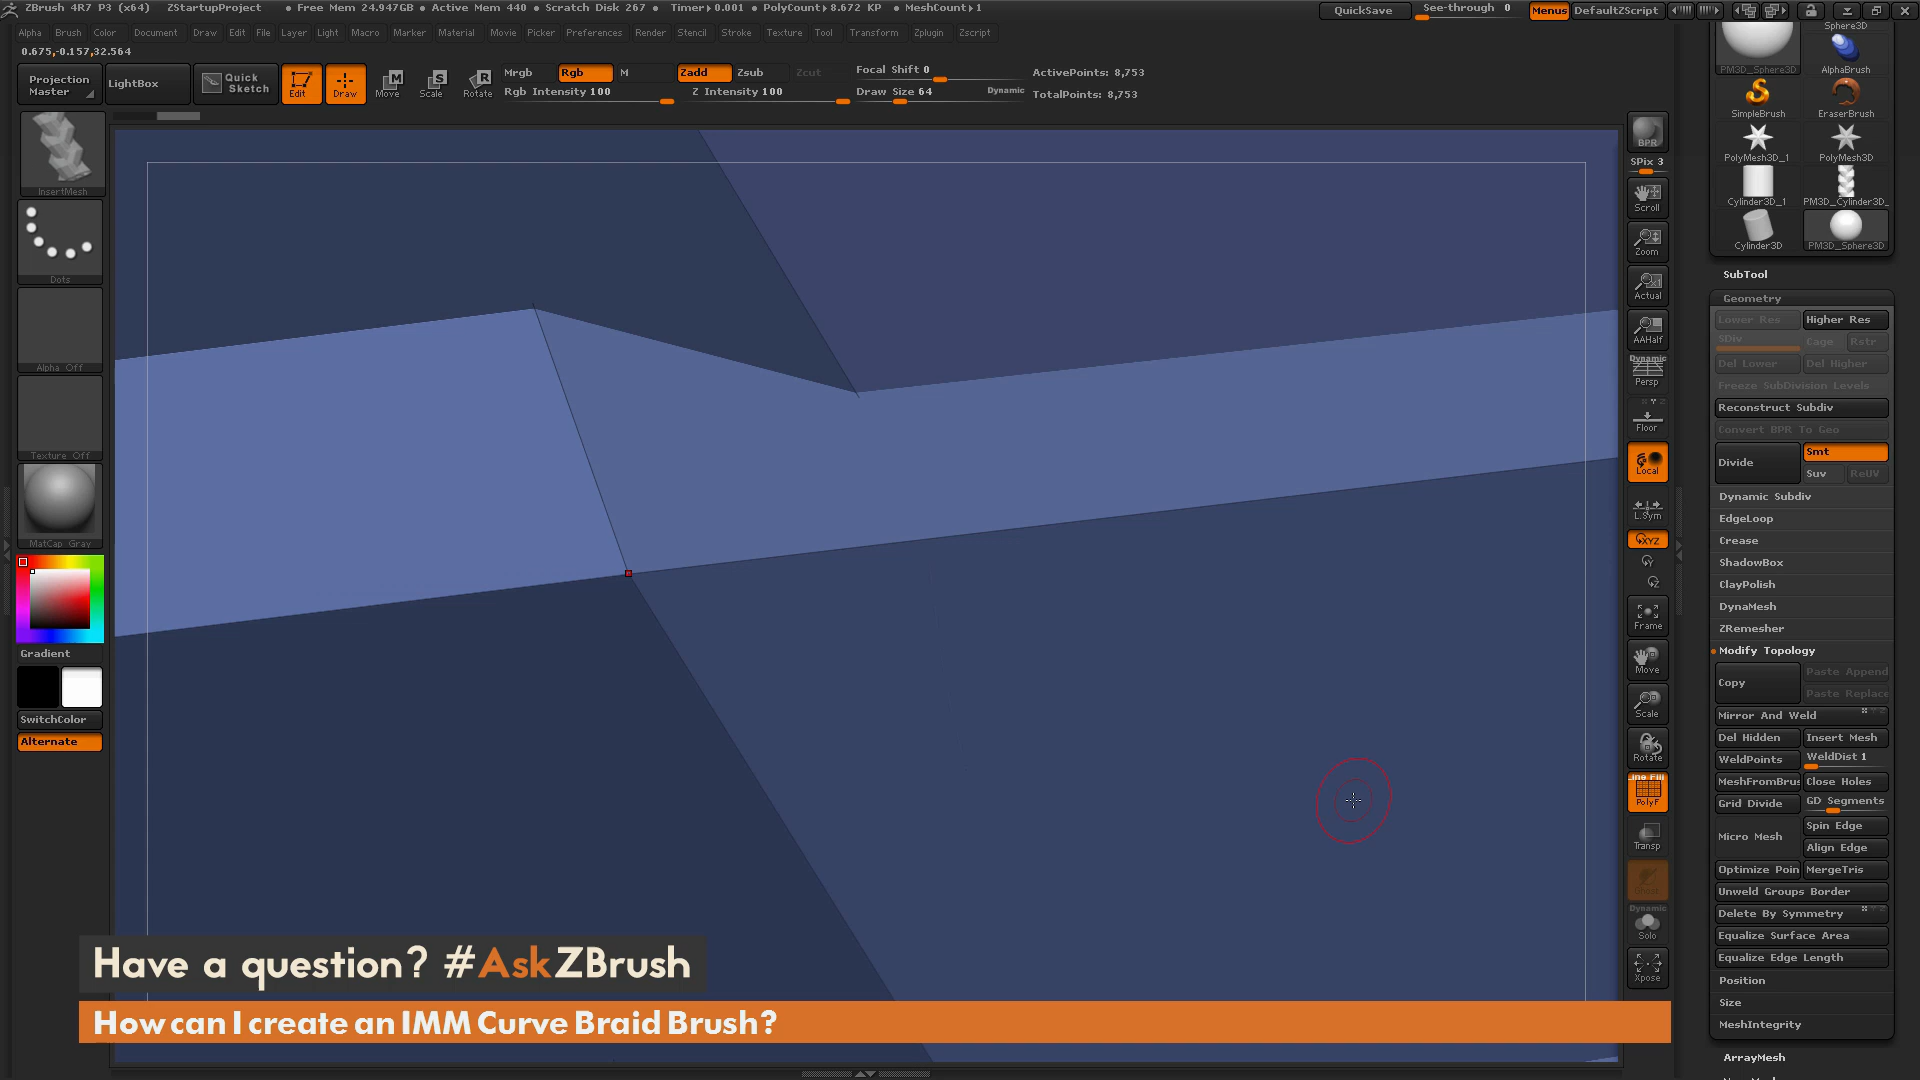 ZBrush 4R7 P3 (x64) ZStartupProject • Free Mem 24.947GB • Active Mem 440 • Scratch Disk 267 • Timer▸0.001 • PolyCount▸8.672 KP • MeshCount▸1 QuickSave See-through 0 Menus DefaultZScript
Alpha Brush Color Document Draw Edit File Layer Light Macro Marker Material Movie Picker Preferences Render Stencil Stroke Texture Tool Transform Zplugin Zscript
0.675,-0.157,32.564
Projection Master
LightBox
Quick Sketch
Edit
Draw
Move
Scale
Rotate
Mrgb Rgb M
Rgb Intensity 100
Zadd Zsub Zcut
Z Intensity 100
Focal Shift 0
Draw Size 64
Dynamic
ActivePoints: 8,753
TotalPoints: 8,753
InsertMesh
Dots
Alpha Off
Texture Off
MatCap Gray
Gradient
SwitchColor
Alternate
BPR
SPix 3
Scroll
Zoom
Actual
AAHalf
Dynamic
Persp
Floor
Local
L.Sym
XYZ
Y
Z
Frame
Move
Scale
Rotate
PolyF
Transp
Ghost
Dynamic
Solo
Xpose
Sphere3D
PM3D_Sphere3D
AlphaBrush
SimpleBrush
EraserBrush
PolyMesh3D_1
PolyMesh3D
Cylinder3D_1
PM3D_Cylinder3D_
Cylinder3D
PM3D_Sphere3D
SubTool
Geometry
Lower Res Higher Res
SDiv Cage Rstr
Del Lower Del Higher
Freeze SubDivision Levels
Reconstruct Subdiv
Convert BPR To Geo
Divide Smt
Suv ReUV
Dynamic Subdiv
EdgeLoop
Crease
ShadowBox
ClayPolish
DynaMesh
ZRemesher
Modify Topology
Copy Paste Append
Paste Replace
Mirror And Weld
Del Hidden Insert Mesh
WeldPoints WeldDist 1
MeshFromBrus Close Holes
Grid Divide GD Segments
Micro Mesh Spin Edge
Align Edge
Optimize Poin MergeTris
Unweld Groups Border
Delete By Symmetry
Equalize Surface Area
Equalize Edge Length
Position
Size
MeshIntegrity
ArrayMesh
Have a question? #AskZBrush
How can I create an IMM Curve Braid Brush?